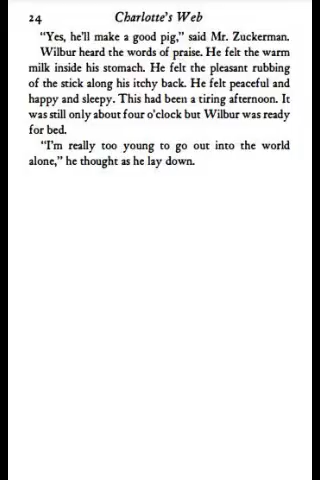 24 Charlotte's Web
"Yes, he'll make a good pig," said Mr. Zuckerman.
Wilbur heard the words of praise. He felt the warm
milk inside his stomach. He felt the pleasant rubbing
of the stick along his itchy back. He felt peaceful and
happy and sleepy. This had been a tiring afternoon. It
was still only about four o'clock but Wilbur was ready
for bed.
"I'm really too young to go out into the world
alone," he thought as he lay down.